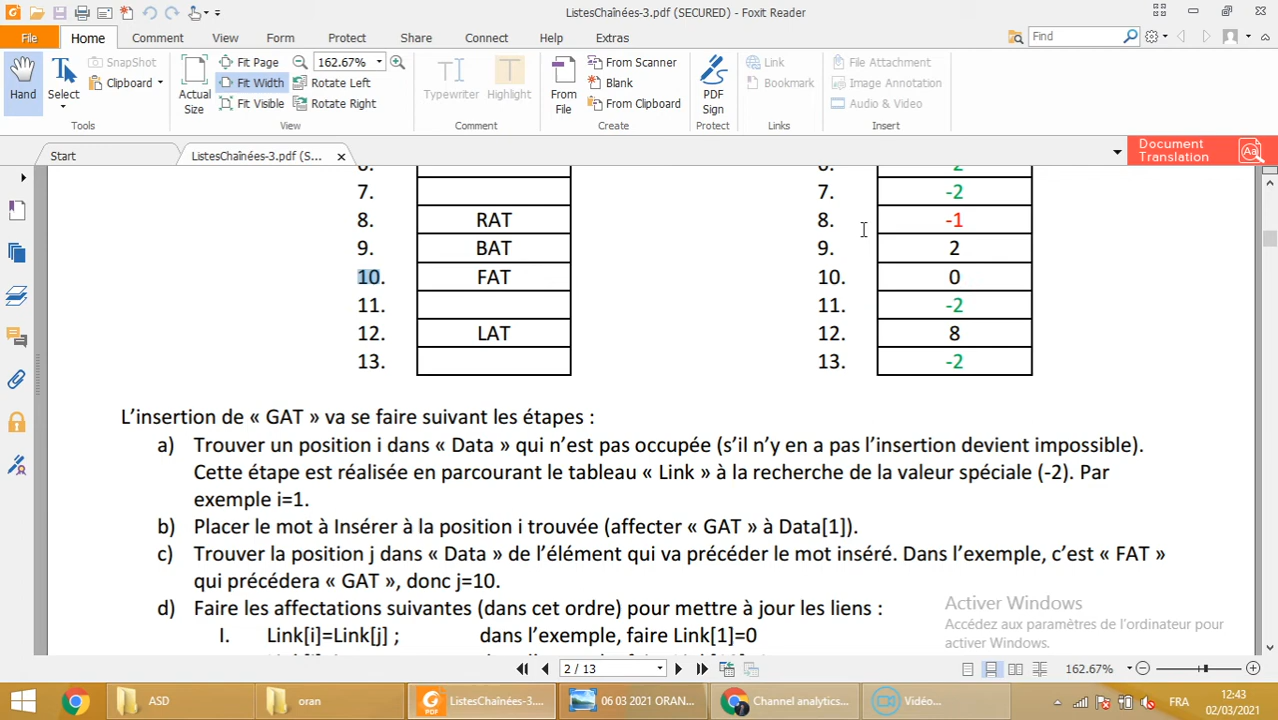 ListesChaînées-3.pdf (SECURED) - Foxit Reader
File Home Comment View Form Protect Share Connect Help Extras Find
SnapShot Fit Page 162.67% Link File Attachment
From Scanner
Clipboard Fit Width Rotate Left Blank Bookmark Image Annotation
Hand Select Actual Size Typewriter Highlight From File PDF Sign
Fit Visible Rotate Right From Clipboard Audio & Video
Tools View Comment Create Protect Links Insert
Start ListesChaînées-3.pdf (S... Document Translation
7. 7. -2
8. RAT 8. -1
9. BAT 9. 2
10. FAT 10. 0
11. 11. -2
12. LAT 12. 8
13. 13. -2
L'insertion de « GAT » va se faire suivant les étapes :
a) Trouver un position i dans « Data » qui n'est pas occupée (s'il n'y en a pas l'insertion devient impossible).
Cette étape est réalisée en parcourant le tableau « Link » à la recherche de la valeur spéciale (-2). Par
exemple i=1.
b) Placer le mot à Insérer à la position i trouvée (affecter « GAT » à Data[1]).
c) Trouver la position j dans « Data » de l'élément qui va précéder le mot inséré. Dans l'exemple, c'est « FAT »
qui précédera « GAT », donc j=10.
d) Faire les affectations suivantes (dans cet ordre) pour mettre à jour les liens :
I. Link[i]=Link[j] ; dans l'exemple, faire Link[1]=0
Activer Windows
Accédez aux paramètres de l'ordinateur pour
activer Windows.
2 / 13 162.67%
ASD oran ListesChaînées-3.... 06 03 2021 ORAN... Channel analytics... Vidéo... FR 12:43
02/03/2021